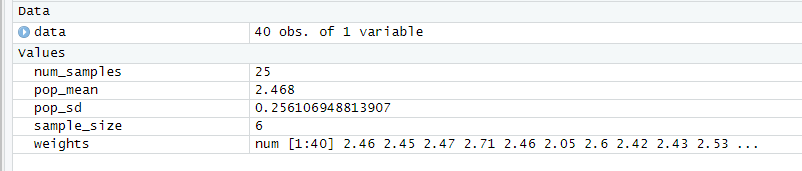 Data
data 40 obs. of 1 variable
Values
num_samples 25
pop_mean 2.468
pop_sd 0.256106948813907
sample_size 6
weights num [1:40] 2.46 2.45 2.47 2.71 2.46 2.05 2.6 2.42 2.43 2.53 ...